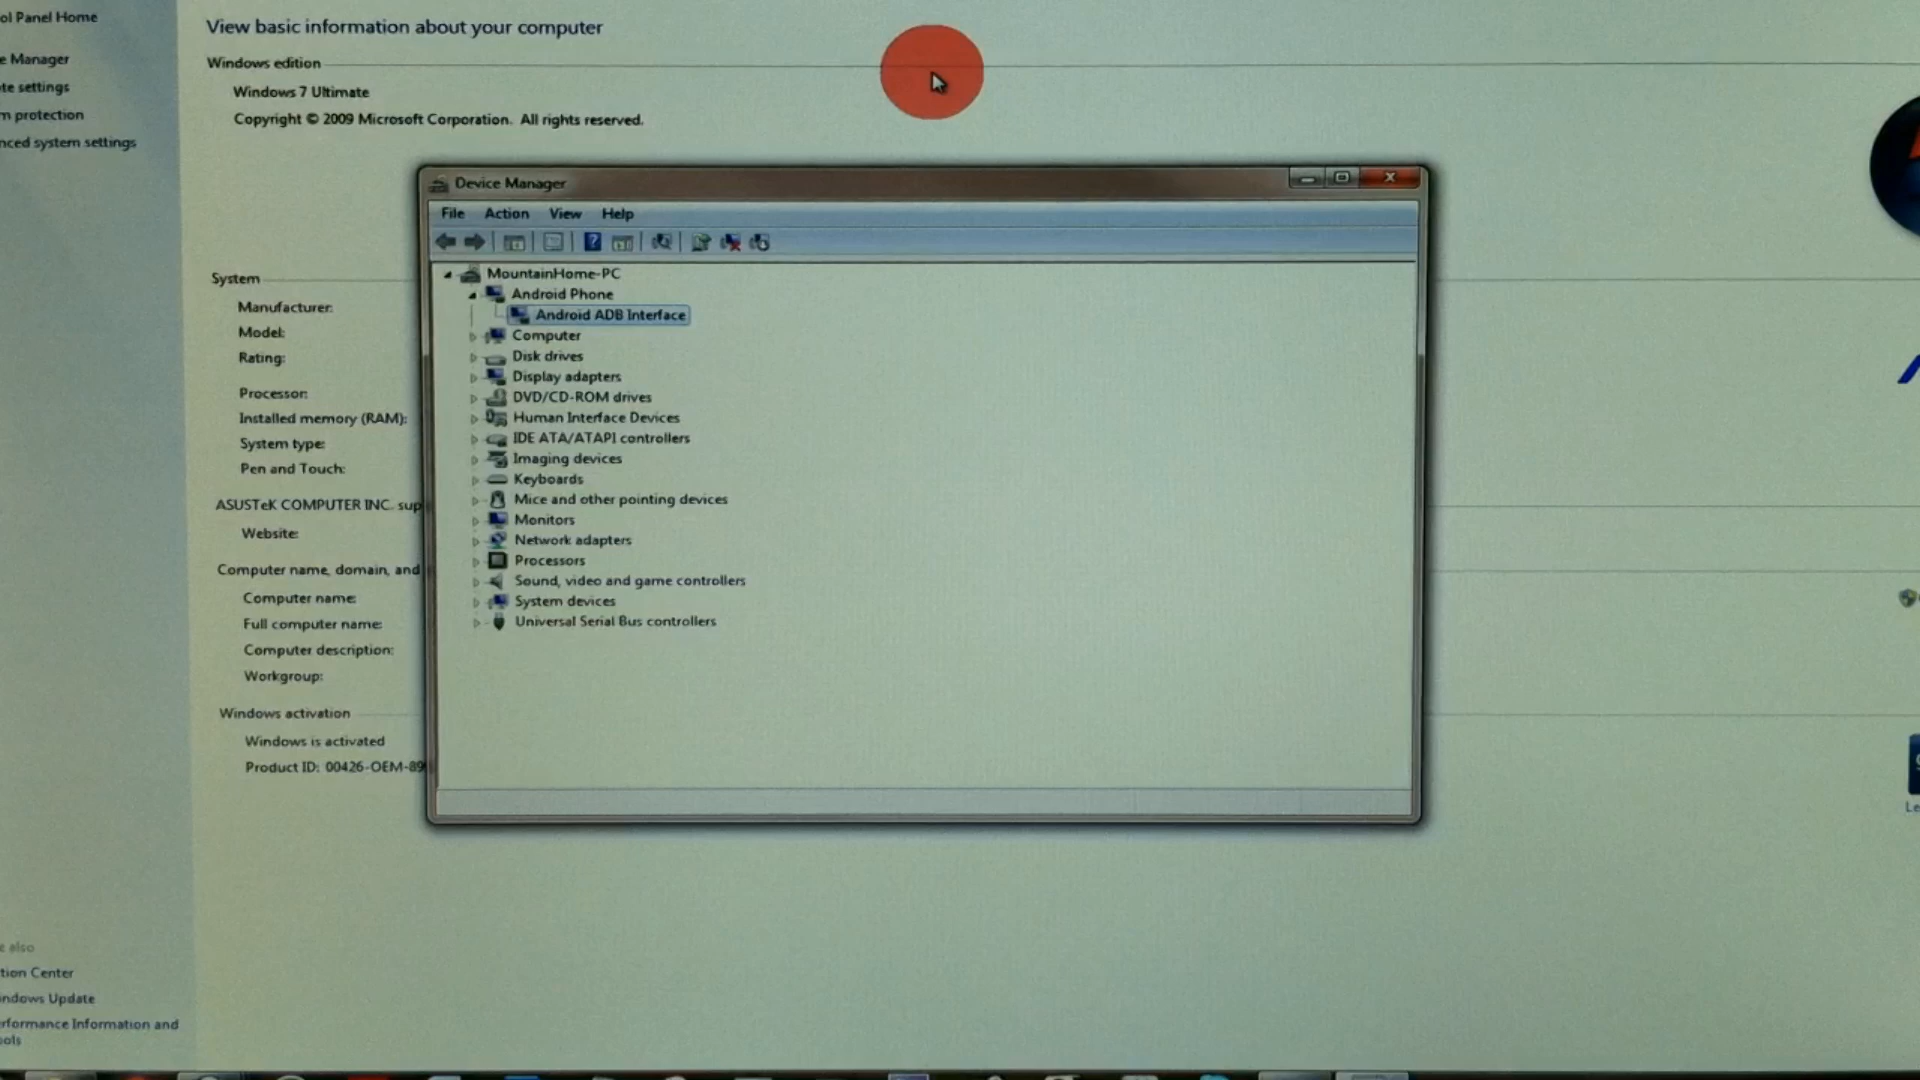 ol Panel Home
e Manager
te settings
m protection
nced system settings
View basic information about your computer
Windows edition
Windows 7 Ultimate
Copyright © 2009 Microsoft Corporation. All rights reserved.
System
Manufacturer:
Model:
Rating:
Processor:
Installed memory (RAM):
System type:
Pen and Touch:
ASUSTeK COMPUTER INC. sup
Website:
Computer name, domain, and
Computer name:
Full computer name:
Computer description:
Workgroup:
Windows activation
Windows is activated
Product ID: 00426-OEM-89
Device Manager
File Action View Help
MountainHome-PC
Android Phone
Android ADB Interface
Computer
Disk drives
Display adapters
DVD/CD-ROM drives
Human Interface Devices
IDE ATA/ATAPI controllers
Imaging devices
Keyboards
Mice and other pointing devices
Monitors
Network adapters
Processors
Sound, video and game controllers
System devices
Universal Serial Bus controllers
e also
tion Center
indows Update
rformance Information and
ools
Le